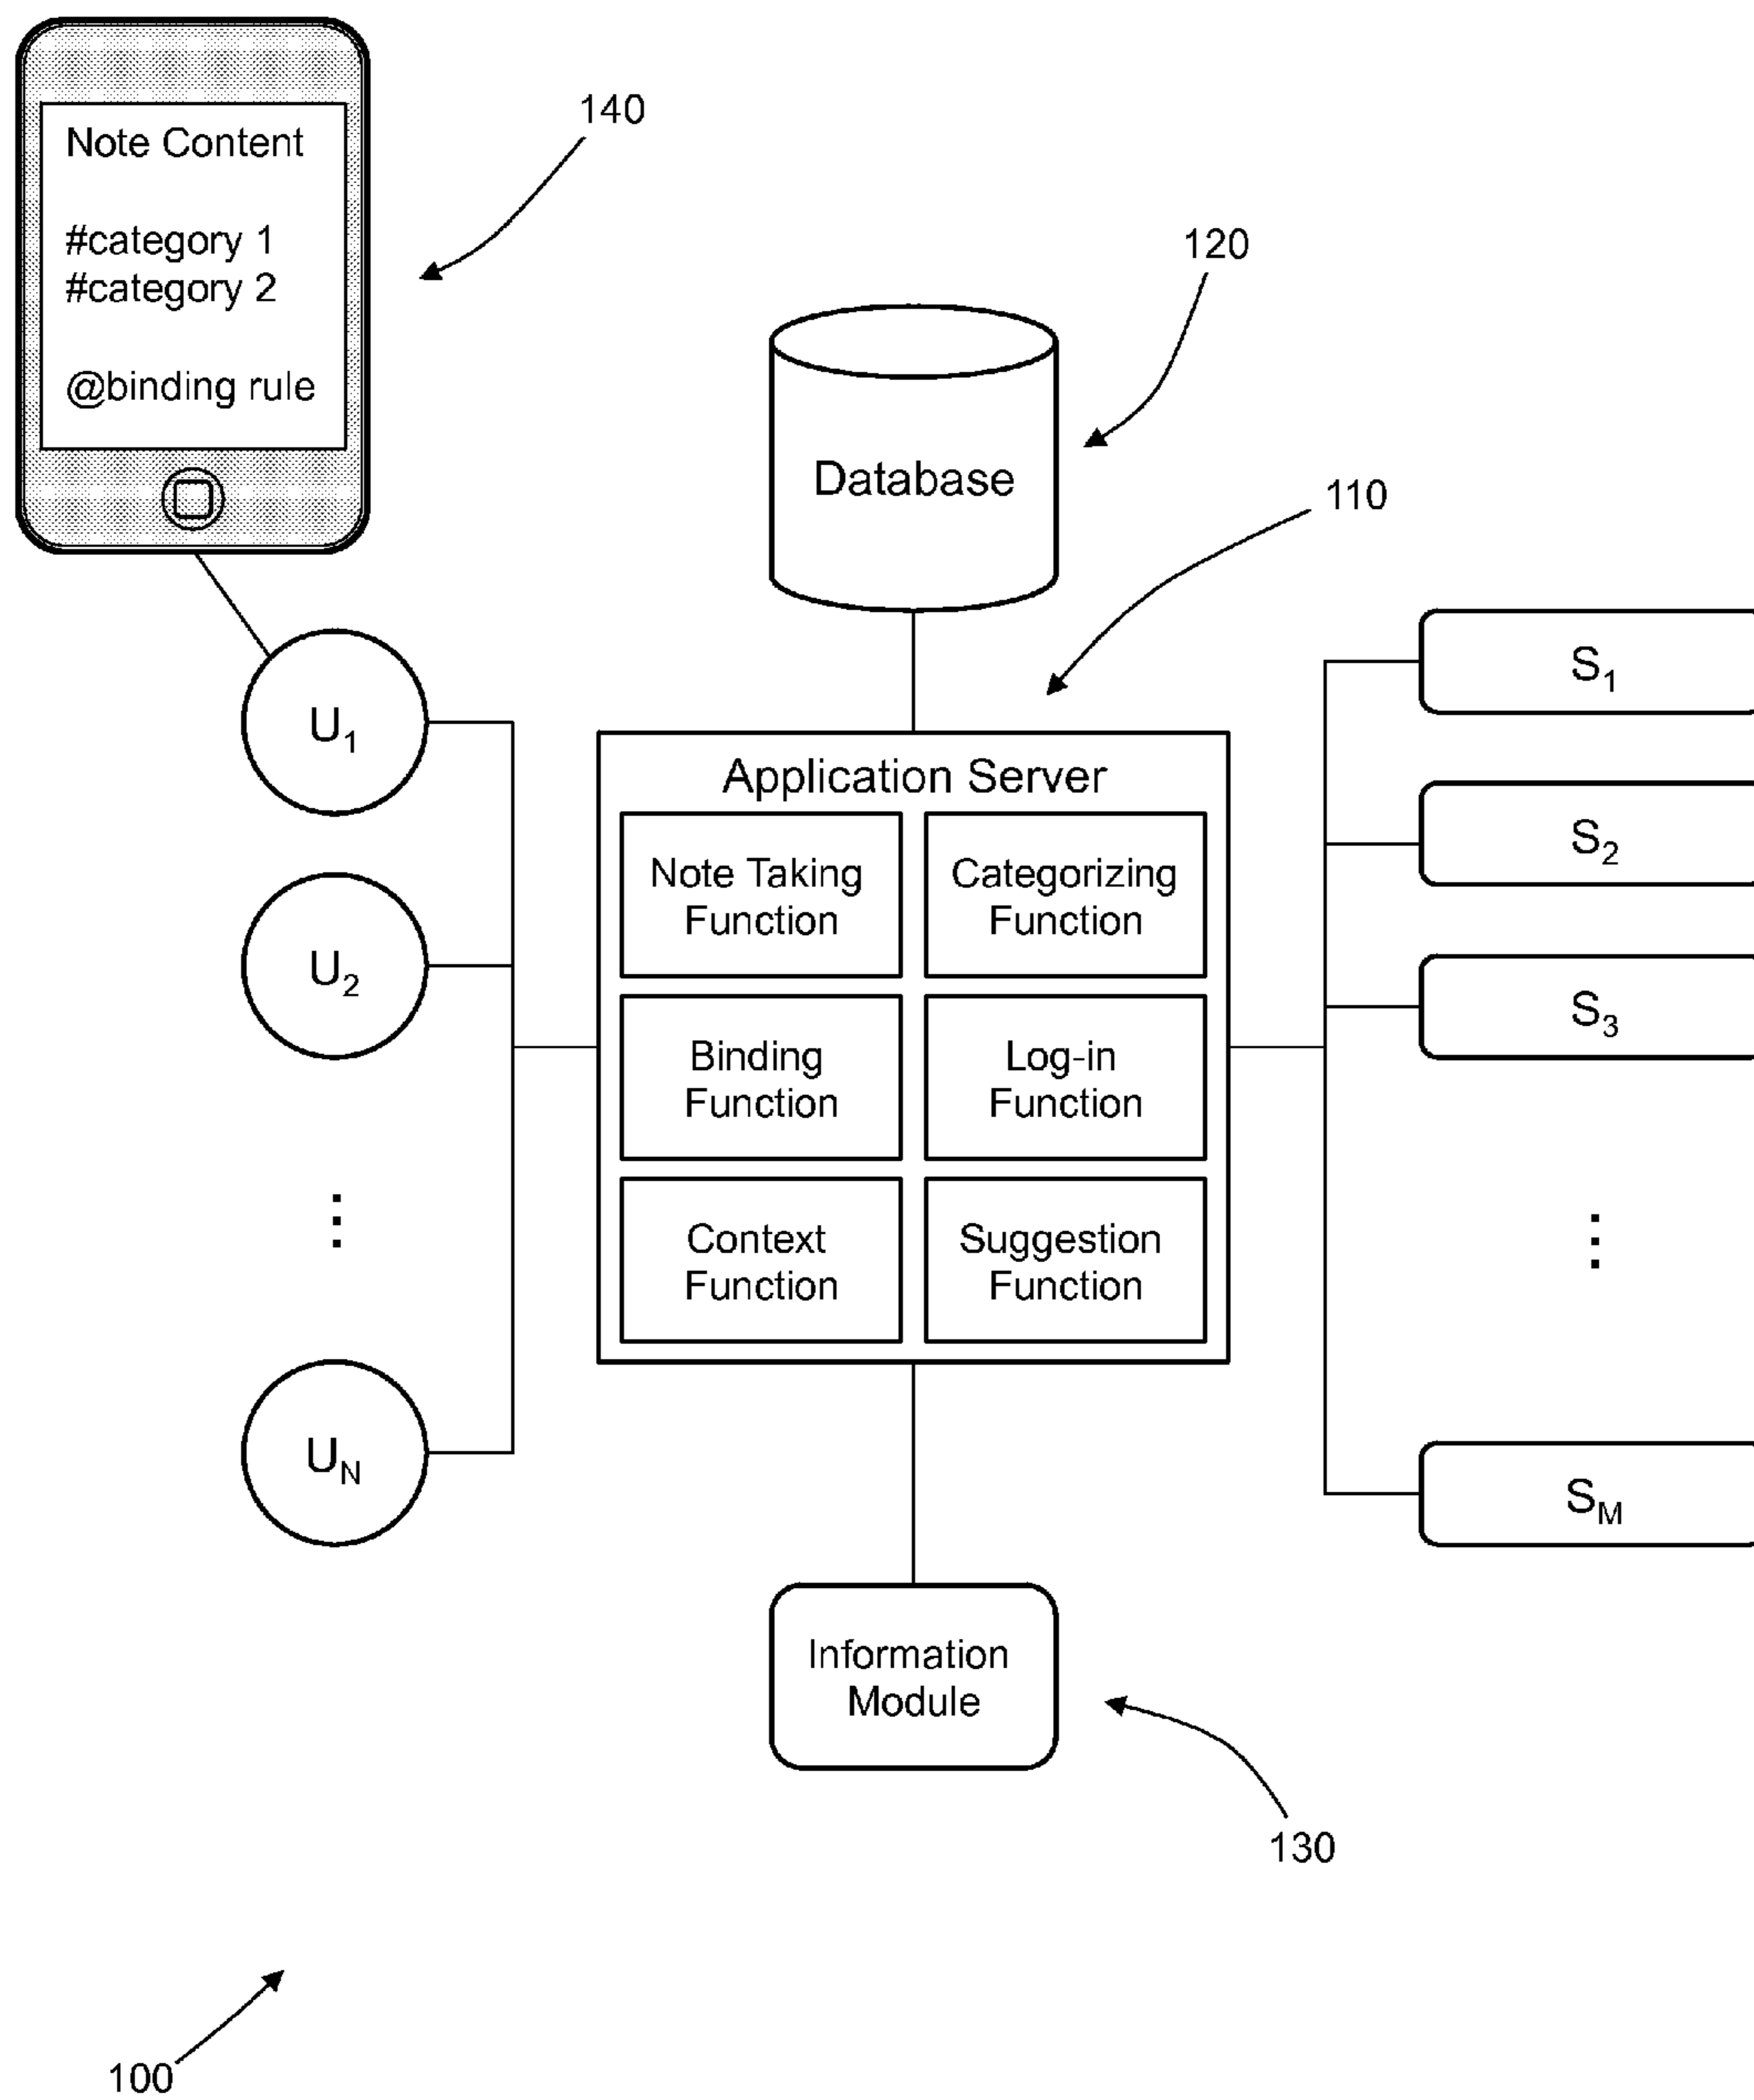 Note Content
#category 1
#category 2
@binding rule
140
120
Database
110
U1
U2
⋮
UN
Application Server
Note Taking
Function
Categorizing
Function
Binding
Function
Log-in
Function
Context
Function
Suggestion
Function
S1
S2
S3
⋮
SM
Information
Module
130
100